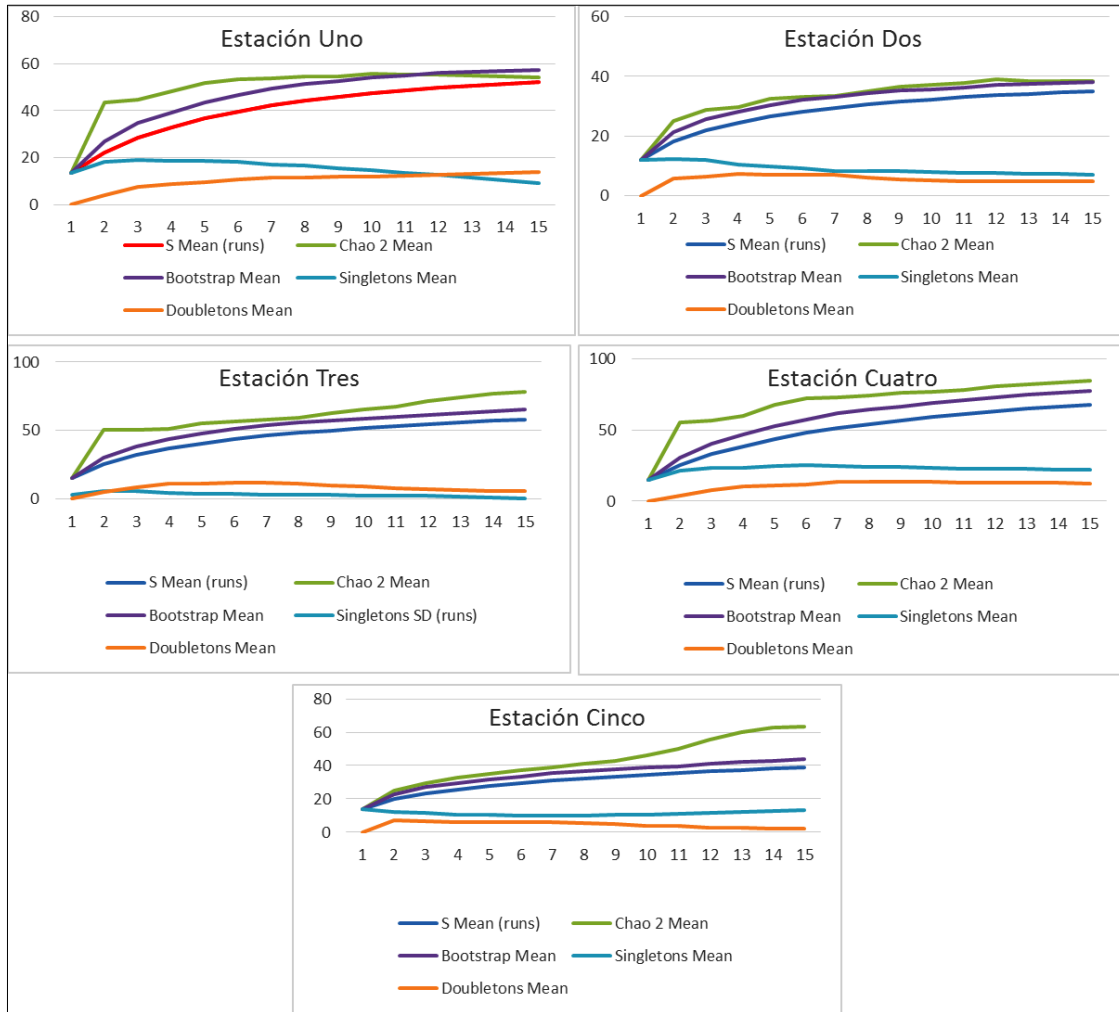 Estación Uno
80
60
40
20
0
1 2 3 4 5 6 7 8 9 10 11 12 13 14 15
S Mean (runs) Chao 2 Mean
Bootstrap Mean Singletons Mean
Doubletons Mean
Estación Dos
60
40
20
0
1 2 3 4 5 6 7 8 9 10 11 12 13 14 15
S Mean (runs) Chao 2 Mean
Bootstrap Mean Singletons Mean
Doubletons Mean
Estación Tres
100
50
0
1 2 3 4 5 6 7 8 9 10 11 12 13 14 15
S Mean (runs) Chao 2 Mean
Bootstrap Mean Singletons SD (runs)
Doubletons Mean
Estación Cuatro
100
50
0
1 2 3 4 5 6 7 8 9 10 11 12 13 14 15
S Mean (runs) Chao 2 Mean
Bootstrap Mean Singletons Mean
Doubletons Mean
Estación Cinco
80
60
40
20
0
1 2 3 4 5 6 7 8 9 10 11 12 13 14 15
S Mean (runs) Chao 2 Mean
Bootstrap Mean Singletons Mean
Doubletons Mean